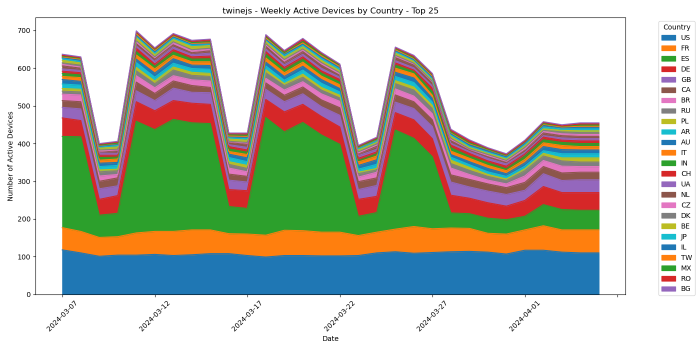 twinejs - Weekly Active Devices by Country - Top 25
Number of Active Devices
700
600
500
400
300
200
100
0
2024-03-07
2024-03-12
2024-03-17
2024-03-22
2024-03-27
2024-04-01
Date
Country
US
FR
ES
DE
GB
CA
BR
RU
PL
AR
AU
IT
IN
CH
UA
NL
CZ
DK
BE
JP
IL
TW
MX
RO
BG